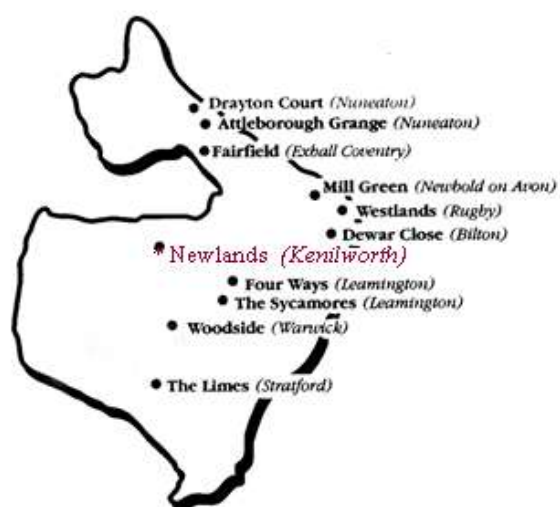 Drayton Court (Nuneaton)
Attleborough Grange (Nuneaton)
Fairfield (Exhall Coventry)
Mill Green (Newbold on Avon)
Westlands (Rugby)
Dewar Close (Bilton)
* Newlands (Kenilworth)
Four Ways (Leamington)
The Sycamores (Leamington)
Woodside (Warwick)
The Limes (Stratford)